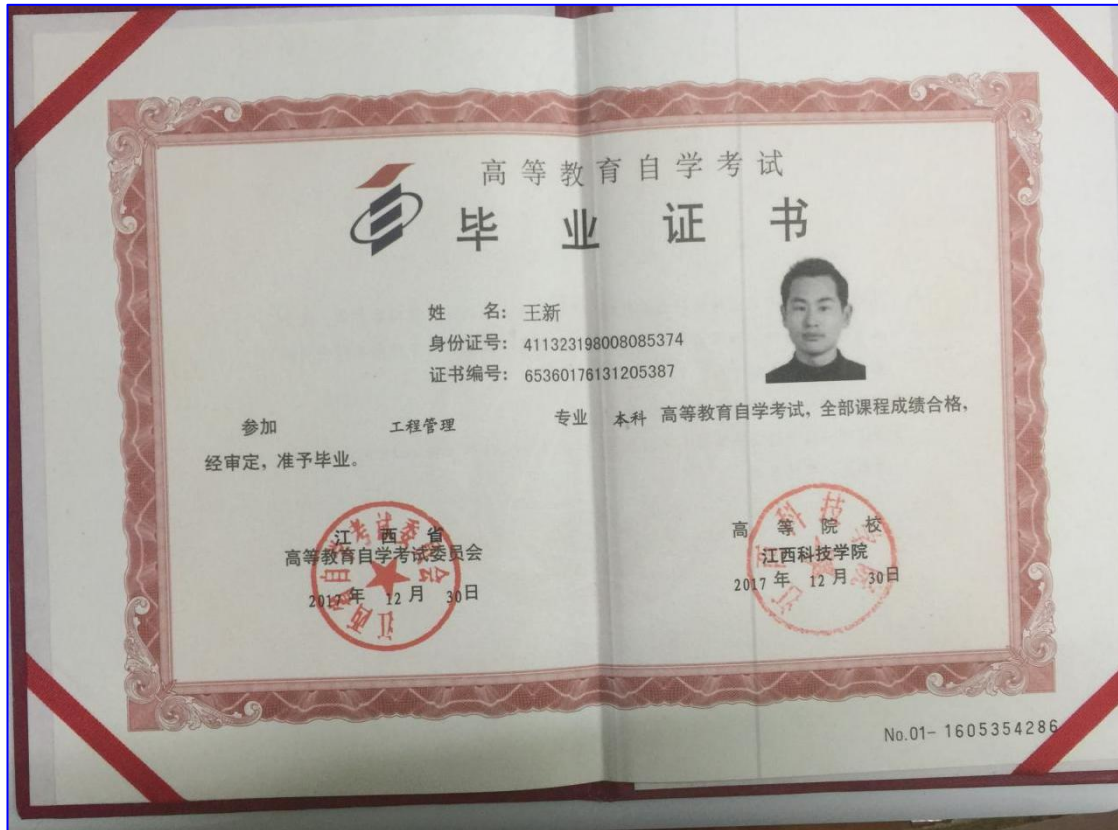 高等教育自学考试
毕业证书
姓 名: 王新
身份证号: 411323198008085374
证书编号: 65360176131205387
参加 工程管理 专业 本科 高等教育自学考试, 全部课程成绩合格,
经审定, 准予毕业。
江西省
高等教育自学考试委员会
2017年 12月 30日
高等院校
江西科技学院
2017年 12月 30日
No.01- 1605354286